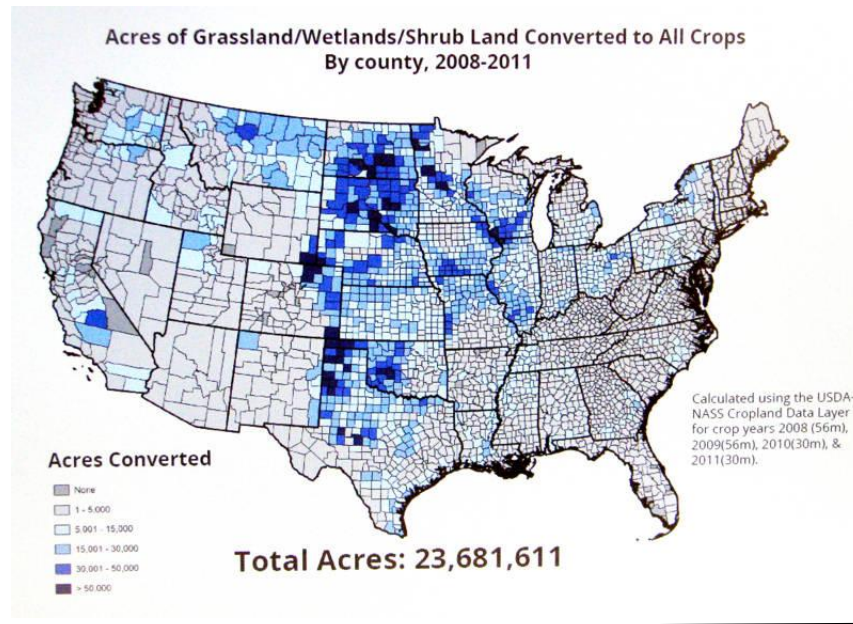 Acres of Grassland/Wetlands/Shrub Land Converted to All Crops
By county, 2008-2011
Calculated using the USDA-
NASS Cropland Data Layer
for crop years 2008 (56m),
2009(56m), 2010(30m), &
2011(30m).
Acres Converted
None
1 - 5.000
5.001 - 15,000
15,001 - 30,000
30,001 - 50,000
> 50.000
Total Acres: 23,681,611